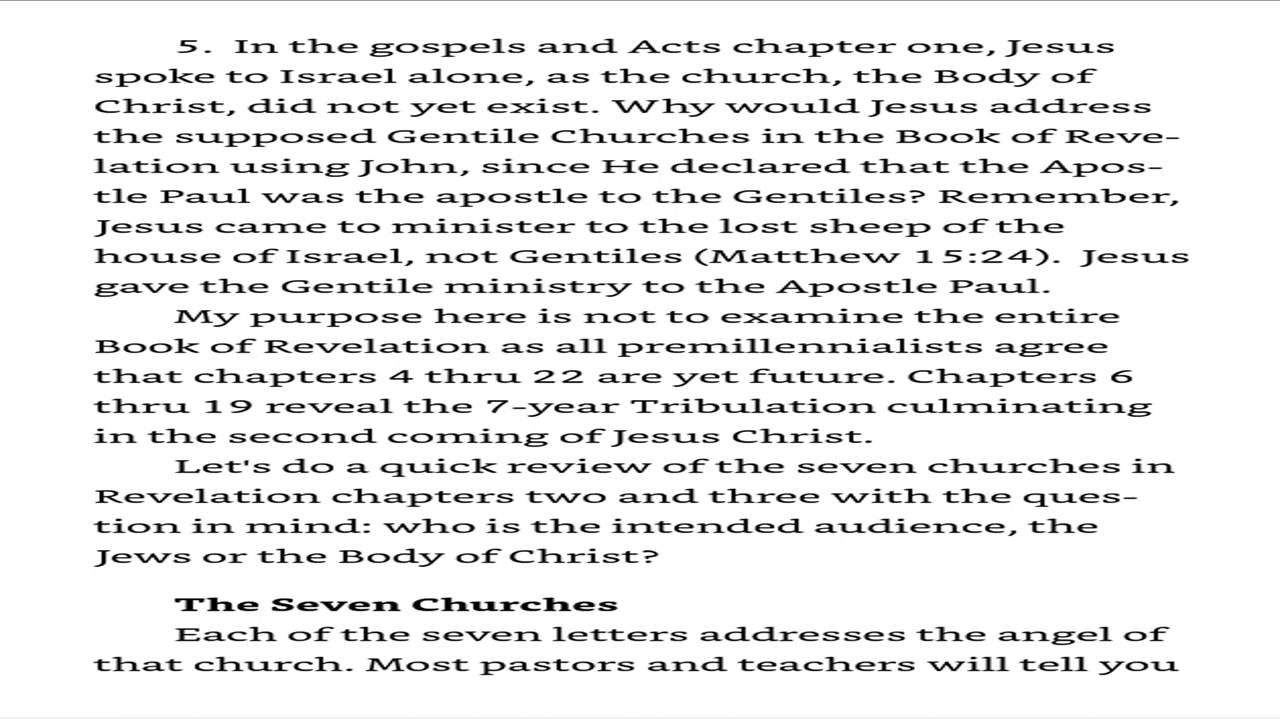 5. In the gospels and Acts chapter one, Jesus
spoke to Israel alone, as the church, the Body of
Christ, did not yet exist. Why would Jesus address
the supposed Gentile Churches in the Book of Reve-
lation using John, since He declared that the Apos-
tle Paul was the apostle to the Gentiles? Remember,
Jesus came to minister to the lost sheep of the
house of Israel, not Gentiles (Matthew 15:24). Jesus
gave the Gentile ministry to the Apostle Paul.
My purpose here is not to examine the entire
Book of Revelation as all premillennialists agree
that chapters 4 thru 22 are yet future. Chapters 6
thru 19 reveal the 7-year Tribulation culminating
in the second coming of Jesus Christ.
Let's do a quick review of the seven churches in
Revelation chapters two and three with the ques-
tion in mind: who is the intended audience, the
Jews or the Body of Christ?
The Seven Churches
Each of the seven letters addresses the angel of
that church. Most pastors and teachers will tell you